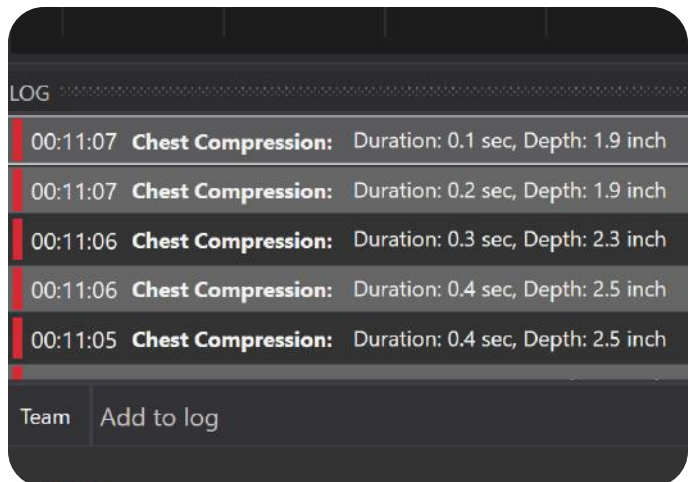 LOG
00:11:07 Chest Compression: Duration: 0.1 sec, Depth: 1.9 inch
00:11:07 Chest Compression: Duration: 0.2 sec, Depth: 1.9 inch
00:11:06 Chest Compression: Duration: 0.3 sec, Depth: 2.3 inch
00:11:06 Chest Compression: Duration: 0.4 sec, Depth: 2.5 inch
00:11:05 Chest Compression: Duration: 0.4 sec, Depth: 2.5 inch
Team Add to log